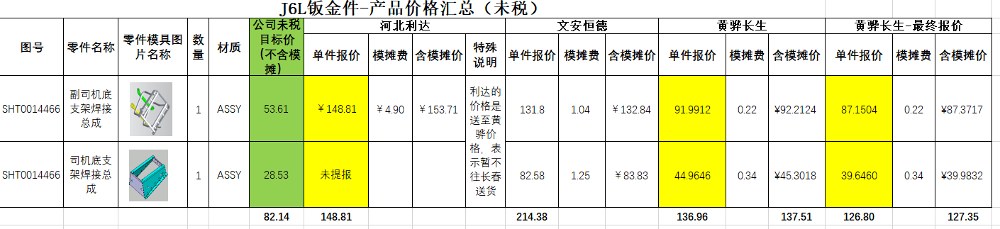 J6L钣金件-产品价格汇总（未税）
图号 零件名称 零件模具图片名称 数量 材质 公司未税目标价(不含模摊) 河北利达 文安恒德 黄骅长生 黄骅长生-最终报价
单件报价 模摊费 含模摊价 特殊说明 单件报价 模摊费 含模摊价 单件报价 模摊费 含模摊价 单件报价 模摊费 含模摊价
SHT0014466 副司机底支架焊接总成 1 ASSY 53.61 ￥148.81 ￥4.90 ￥153.71 利达的价格是送至黄骅价格，表示暂不往长春送货 131.8 1.04 ￥132.84 91.9912 0.22 ¥92.2124 87.1504 0.22 ¥87.3717
SHT0014466 司机底支架焊接总成 1 ASSY 28.53 未提报 82.58 1.25 ￥83.83 44.9646 0.34 ¥45.3018 39.6460 0.34 ¥39.9832
82.14 148.81 214.38 136.96 137.51 126.80 127.35